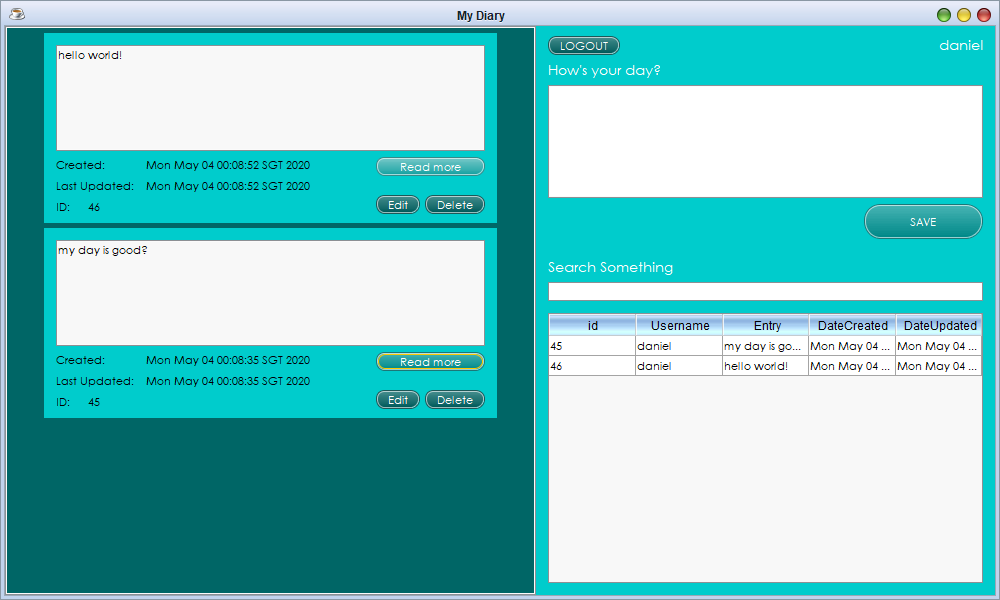 My Diary
hello world!
Created: Mon May 04 00:08:52 SGT 2020
Read more
Last Updated: Mon May 04 00:08:52 SGT 2020
ID: 46
Edit Delete
my day is good?
Created: Mon May 04 00:08:35 SGT 2020
Read more
Last Updated: Mon May 04 00:08:35 SGT 2020
ID: 45
Edit Delete
LOGOUT daniel
How's your day?
SAVE
Search Something
id Username Entry DateCreated DateUpdated
45 daniel my day is go... Mon May 04 ... Mon May 04 ...
46 daniel hello world! Mon May 04 ... Mon May 04 ...